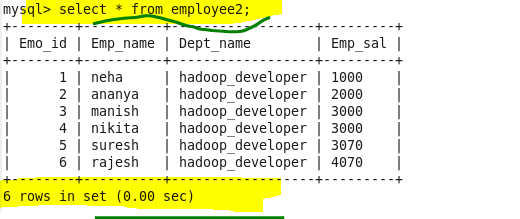 mysql> select * from employee2;
+--------+----------+------------------+---------+
| Emo_id | Emp_name | Dept_name        | Emp_sal |
+--------+----------+------------------+---------+
|      1 | neha     | hadoop_developer | 1000    |
|      2 | ananya   | hadoop_developer | 2000    |
|      3 | manish   | hadoop_developer | 3000    |
|      4 | nikita   | hadoop_developer | 3000    |
|      5 | suresh   | hadoop_developer | 3070    |
|      6 | rajesh   | hadoop_developer | 4070    |
+--------+----------+------------------+---------+
6 rows in set (0.00 sec)